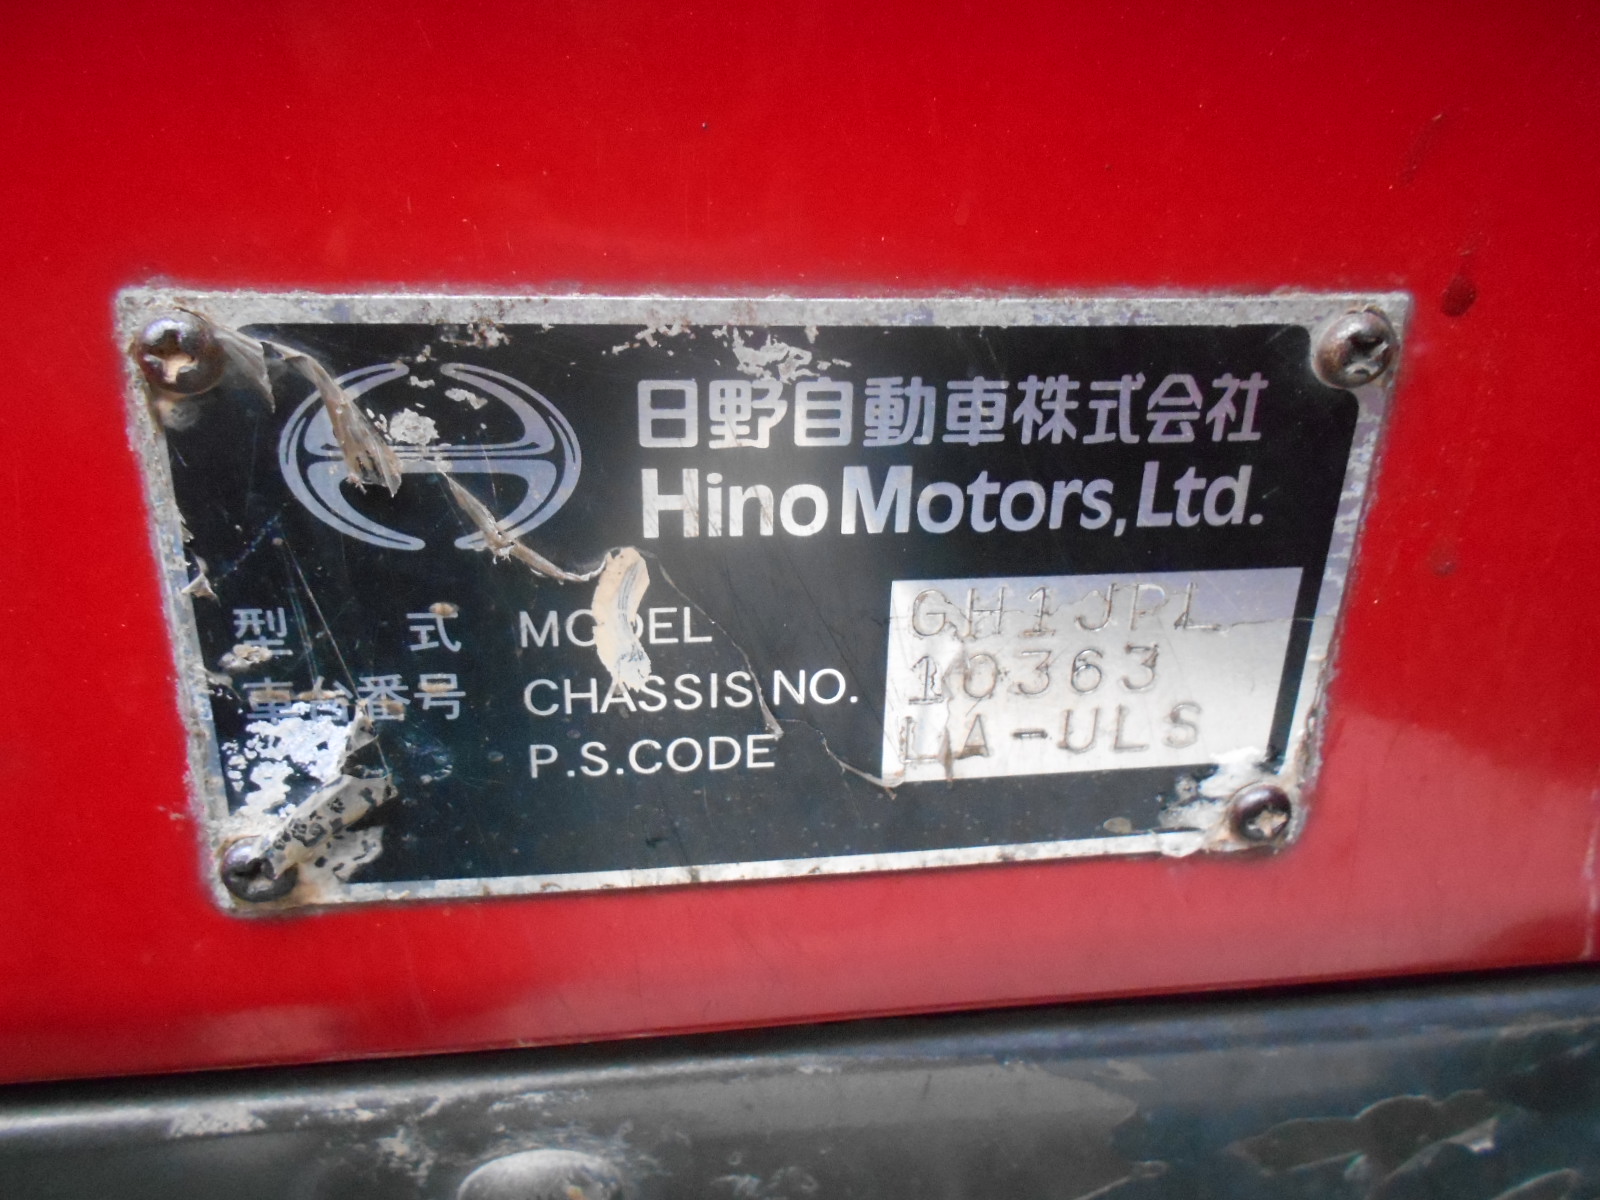 日野自動車株式会社
Hino Motors, Ltd.
型 式 MODEL GH1JPL
車台番号 CHASSIS NO. 10363
P.S.CODE LA-ULS